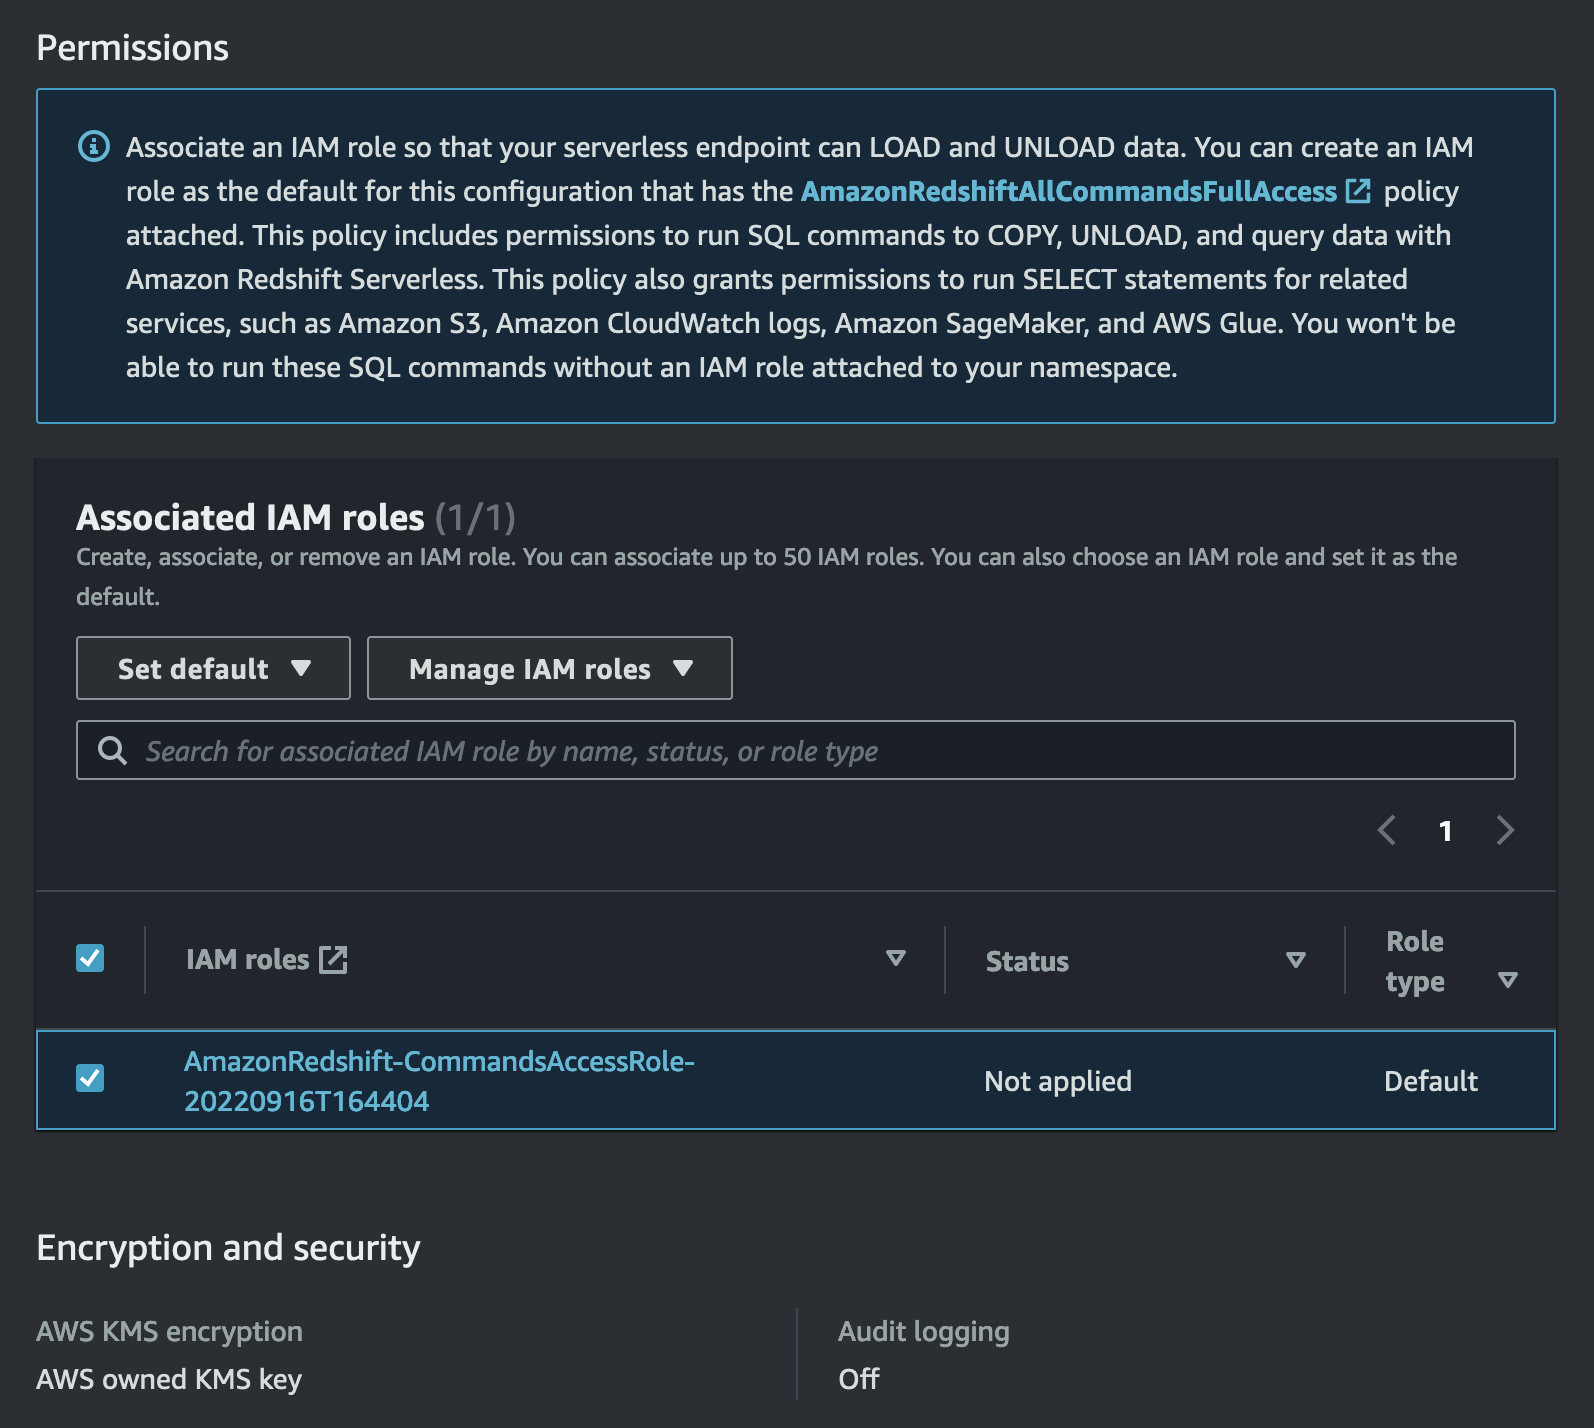 Permissions
Associate an IAM role so that your serverless endpoint can LOAD and UNLOAD data. You can create an IAM
role as the default for this configuration that has the AmazonRedshiftAllCommandsFullAccess policy
attached. This policy includes permissions to run SQL commands to COPY, UNLOAD, and query data with
Amazon Redshift Serverless. This policy also grants permissions to run SELECT statements for related
services, such as Amazon S3, Amazon CloudWatch logs, Amazon SageMaker, and AWS Glue. You won't be
able to run these SQL commands without an IAM role attached to your namespace.
Associated IAM roles (1/1)
Create, associate, or remove an IAM role. You can associate up to 50 IAM roles. You can also choose an IAM role and set it as the
default.
Set default Manage IAM roles
Search for associated IAM role by name, status, or role type
1
IAM roles Status Role
type
AmazonRedshift-CommandsAccessRole-
20220916T164404 Not applied Default
Encryption and security
AWS KMS encryption
AWS owned KMS key
Audit logging
Off